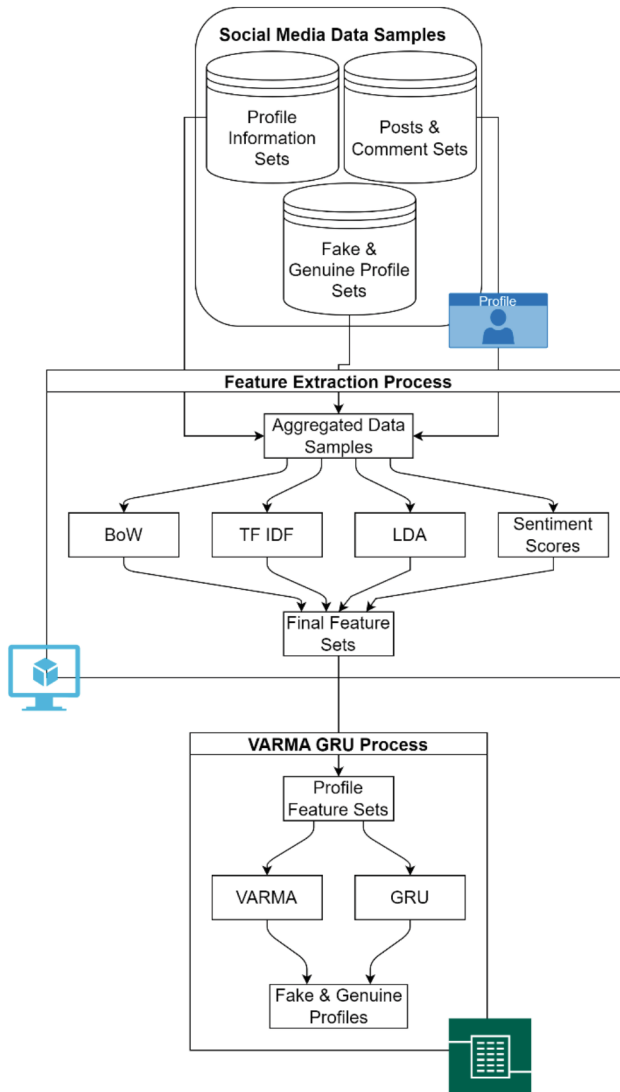 Social Media Data Samples
Profile
Information
Sets
Posts &
Comment Sets
Fake &
Genuine Profile
Sets
Profile
Feature Extraction Process
Aggregated Data
Samples
BoW
TF IDF
LDA
Sentiment
Scores
Final Feature
Sets
VARMA GRU Process
Profile
Feature Sets
VARMA
GRU
Fake & Genuine
Profiles